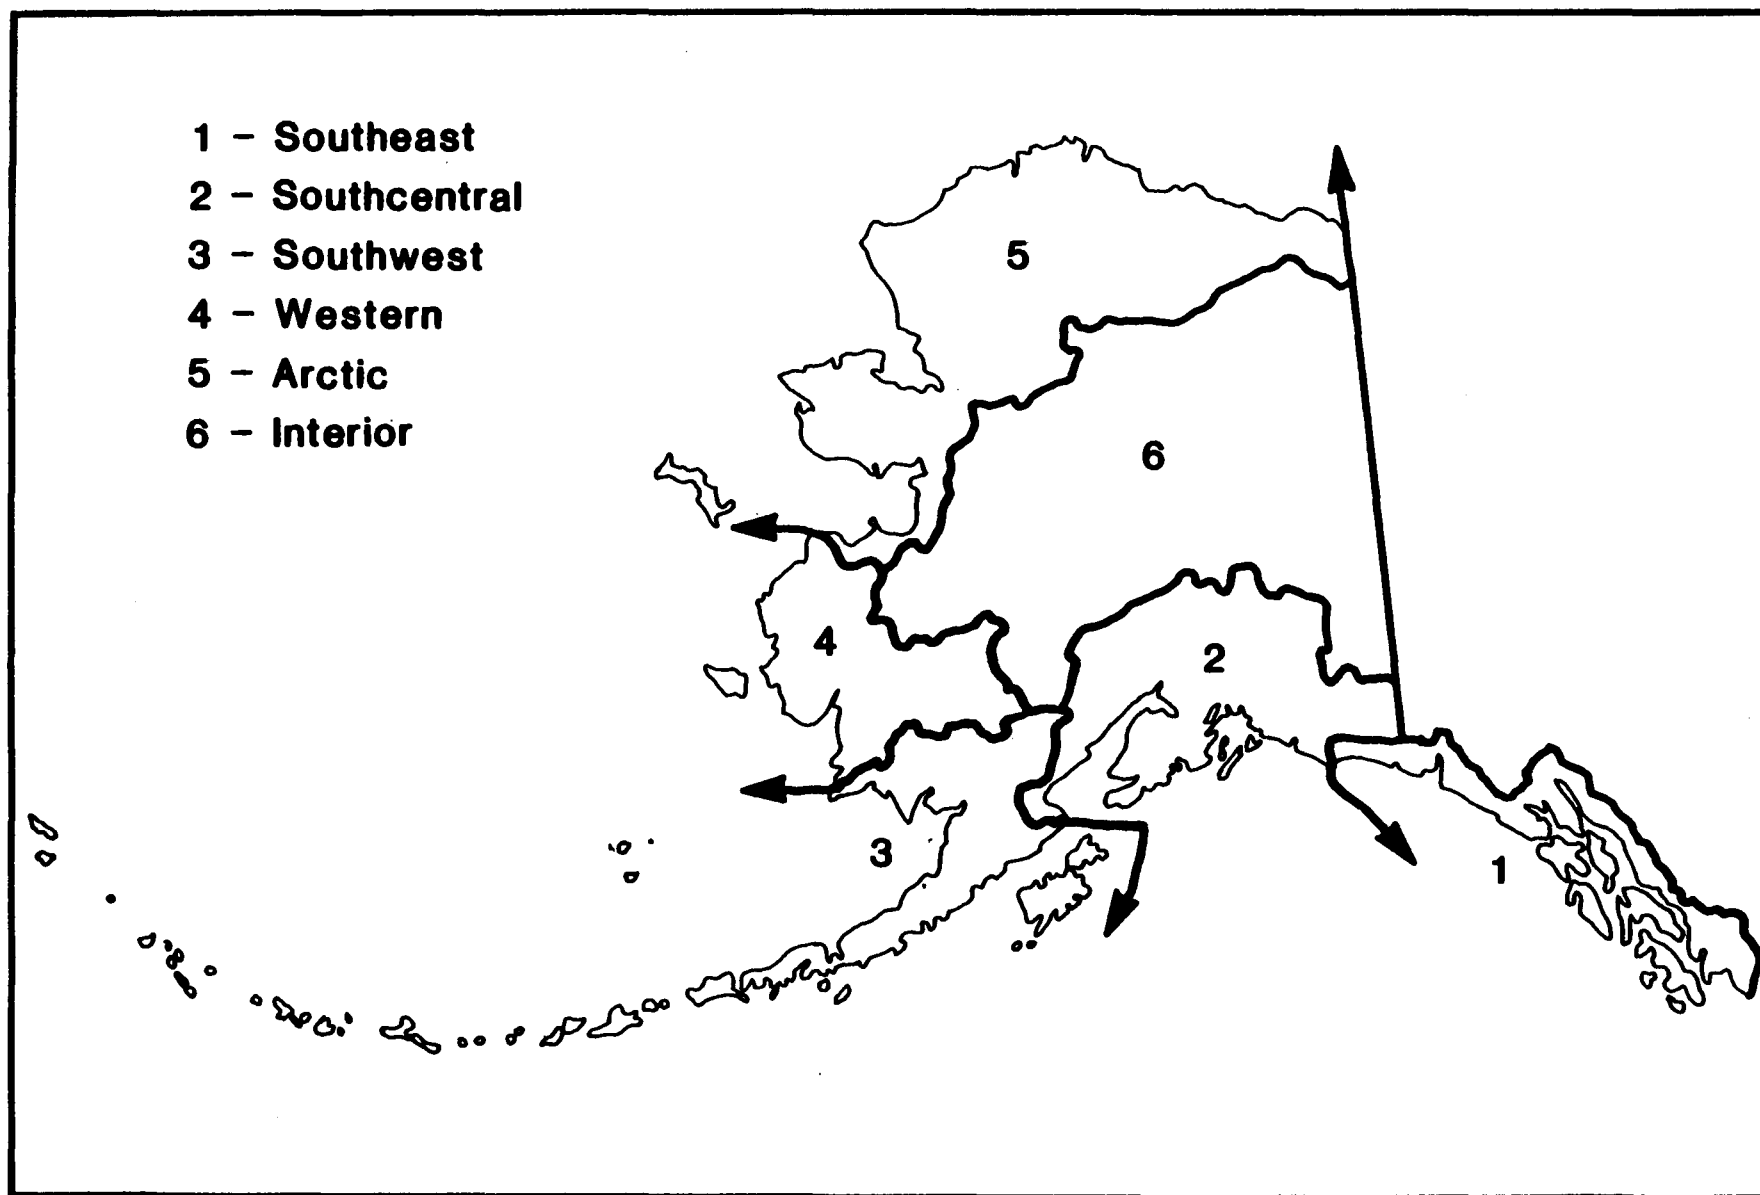 1 - Southeast
2 - Southcentral
3 - Southwest
4 - Western
5 - Arctic
6 - Interior
5
6
4
2
3
1